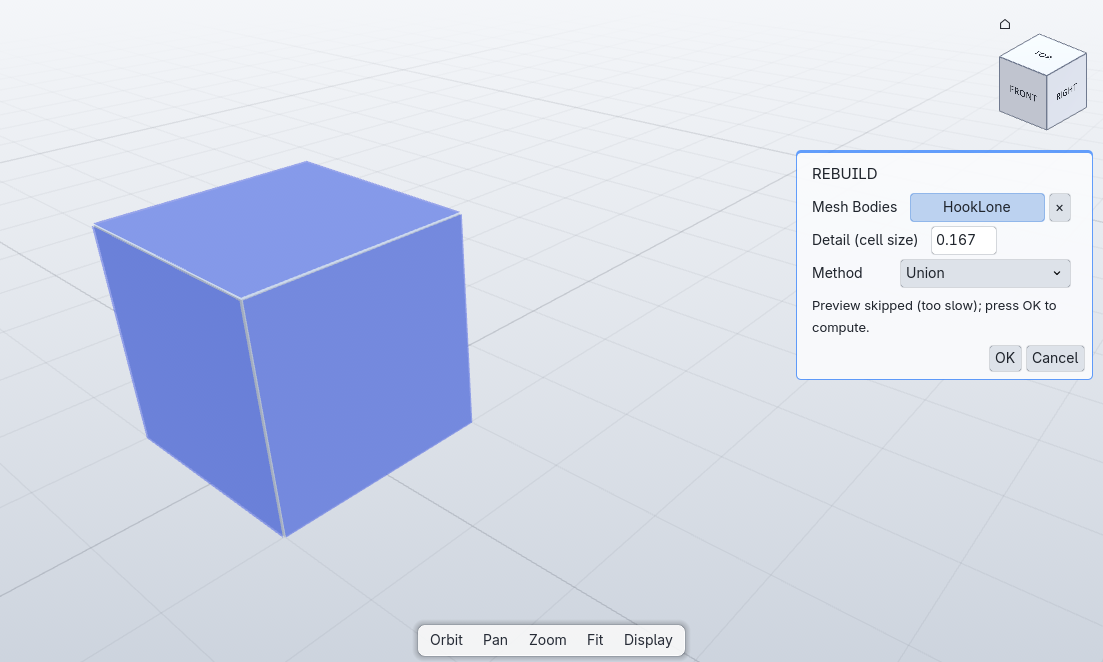 TOP
FRONT
RIGHT
REBUILD
Mesh Bodies HookLone ×
Detail (cell size) 0.167
Method Union
Preview skipped (too slow); press OK to
compute.
OK Cancel
Orbit Pan Zoom Fit Display